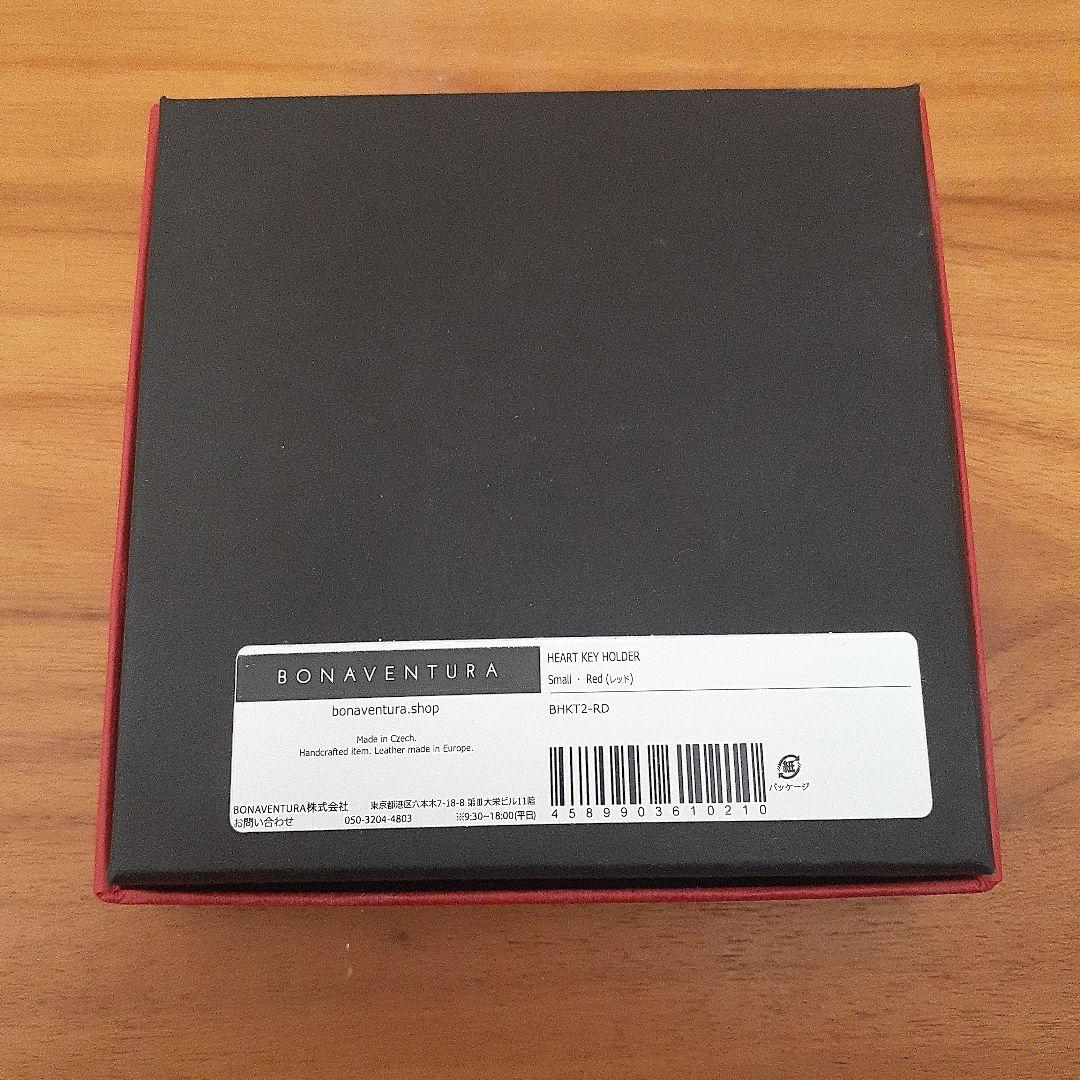 BONAVENTURA
bonaventura.shop
Made in Czech.
Handcrafted item. Leather made in Europe.
BONAVENTURA株式会社 東京都港区六本木7-18-8 第Ⅲ大栄ビル11階
お問い合わせ 050-3204-4803 ※9:30~18:00(平日)
HEART KEY HOLDER
Small · Red (レッド)
BHKT2-RD
4589903610210
紙
パッケージ